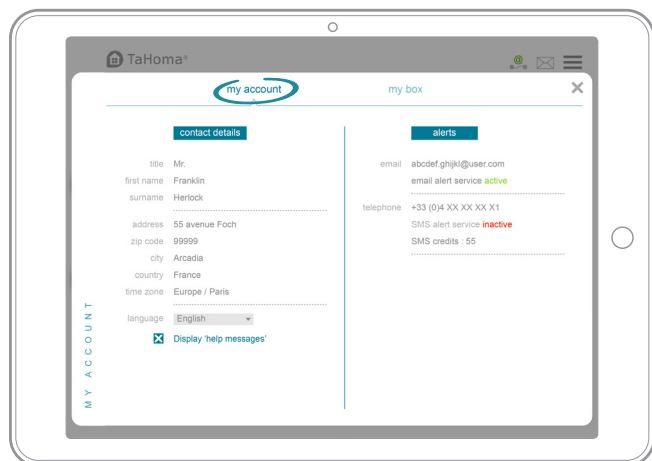 TaHoma®
@
my account
my box
contact details
title Mr.
first name Franklin
surname Herlock
address 55 avenue Foch
zip code 99999
city Arcadia
country France
time zone Europe / Paris
language English
Display 'help messages'
alerts
email abcdef.ghijkl@user.com
email alert service active
telephone +33 (0)4 XX XX XX X1
SMS alert service inactive
SMS credits : 55
MY ACCOUNT